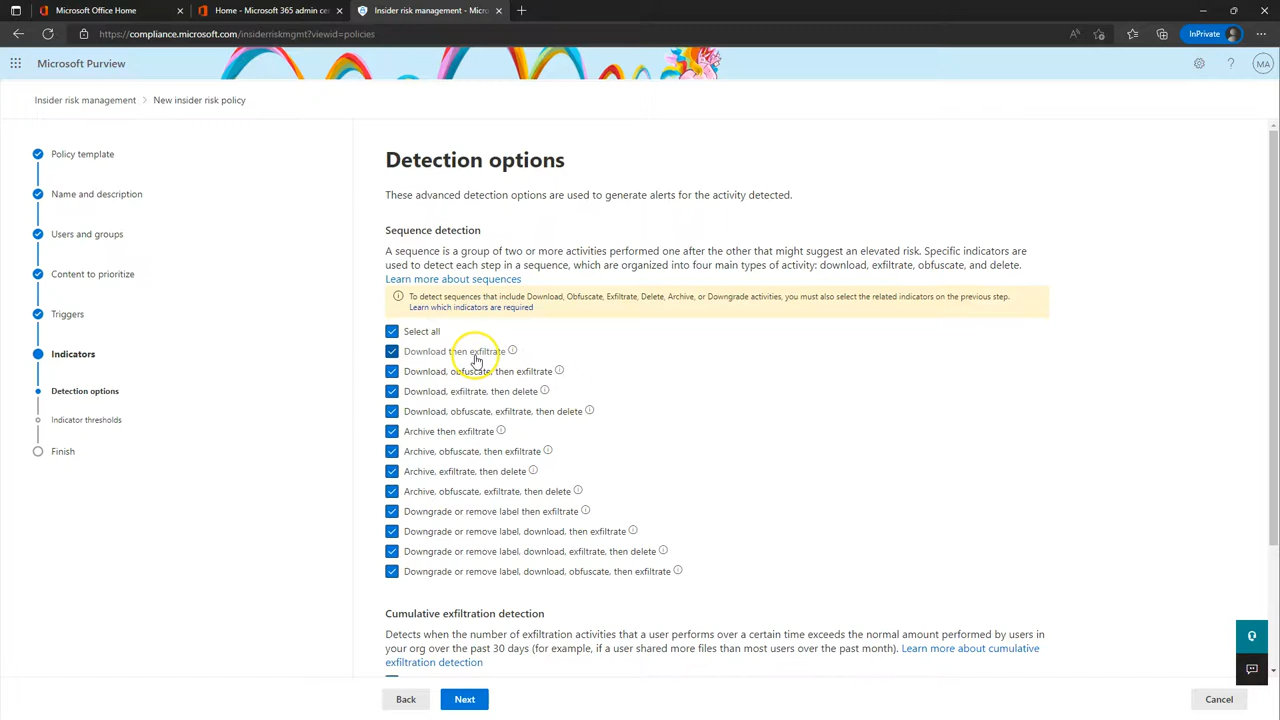 Microsoft Office Home
Home - Microsoft 365 admin cen
Insider risk management - Micro
https://compliance.microsoft.com/insiderriskmgmt?viewid=policies
InPrivate
Microsoft Purview
MA
Insider risk management
New insider risk policy
Policy template
Name and description
Users and groups
Content to prioritize
Triggers
Indicators
Detection options
Indicator thresholds
Finish
Detection options
These advanced detection options are used to generate alerts for the activity detected.
Sequence detection
A sequence is a group of two or more activities performed one after the other that might suggest an elevated risk. Specific indicators are
used to detect each step in a sequence, which are organized into four main types of activity: download, exfiltrate, obfuscate, and delete.
Learn more about sequences
To detect sequences that include Download, Obfuscate, Exfiltrate, Delete, Archive, or Downgrade activities, you must also select the related indicators on the previous step.
Learn which indicators are required
Select all
Download then exfiltrate
Download, obfuscate, then exfiltrate
Download, exfiltrate, then delete
Download, obfuscate, exfiltrate, then delete
Archive then exfiltrate
Archive, obfuscate, then exfiltrate
Archive, exfiltrate, then delete
Archive, obfuscate, exfiltrate, then delete
Downgrade or remove label then exfiltrate
Downgrade or remove label, download, then exfiltrate
Downgrade or remove label, download, exfiltrate, then delete
Downgrade or remove label, download, obfuscate, then exfiltrate
Cumulative exfiltration detection
Detects when the number of exfiltration activities that a user performs over a certain time exceeds the normal amount performed by users in
your org over the past 30 days (for example, if a user shared more files than most users over the past month). Learn more about cumulative
exfiltration detection
Back
Next
Cancel